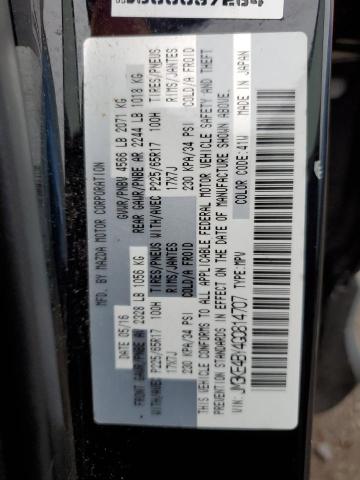 MFD. BY MAZDA MOTOR CORPORATION
DATE: 05/16 GVWR/PNBV 4566 LB 2071 KG
FRONT GAWR/PNBE AV 2328 LB 1056 KG REAR GAWR/PNBE AR 2244 LB 1018 KG
WITH/AVEC P225/65R17 100H TIRES/PNEUS WITH/AVEC P225/65R17 100H TIRES/PNEUS
17X7J RIMS/JANTES 17X7J RIMS/JANTES
230 KPA/34 PSI COLD/A FROID 230 KPA/34 PSI COLD/A FROID
THIS VEHICLE CONFORMS TO ALL APPLICABLE FEDERAL MOTOR VEHICLE SAFETY AND THEFT
PREVENTION STANDARDS IN EFFECT ON THE DATE OF MANUFACTURE SHOWN ABOVE.
COLOR CODE: 41W MADE IN JAPAN
VIN: JM3KE4BY4G0814707 TYPE: MPV